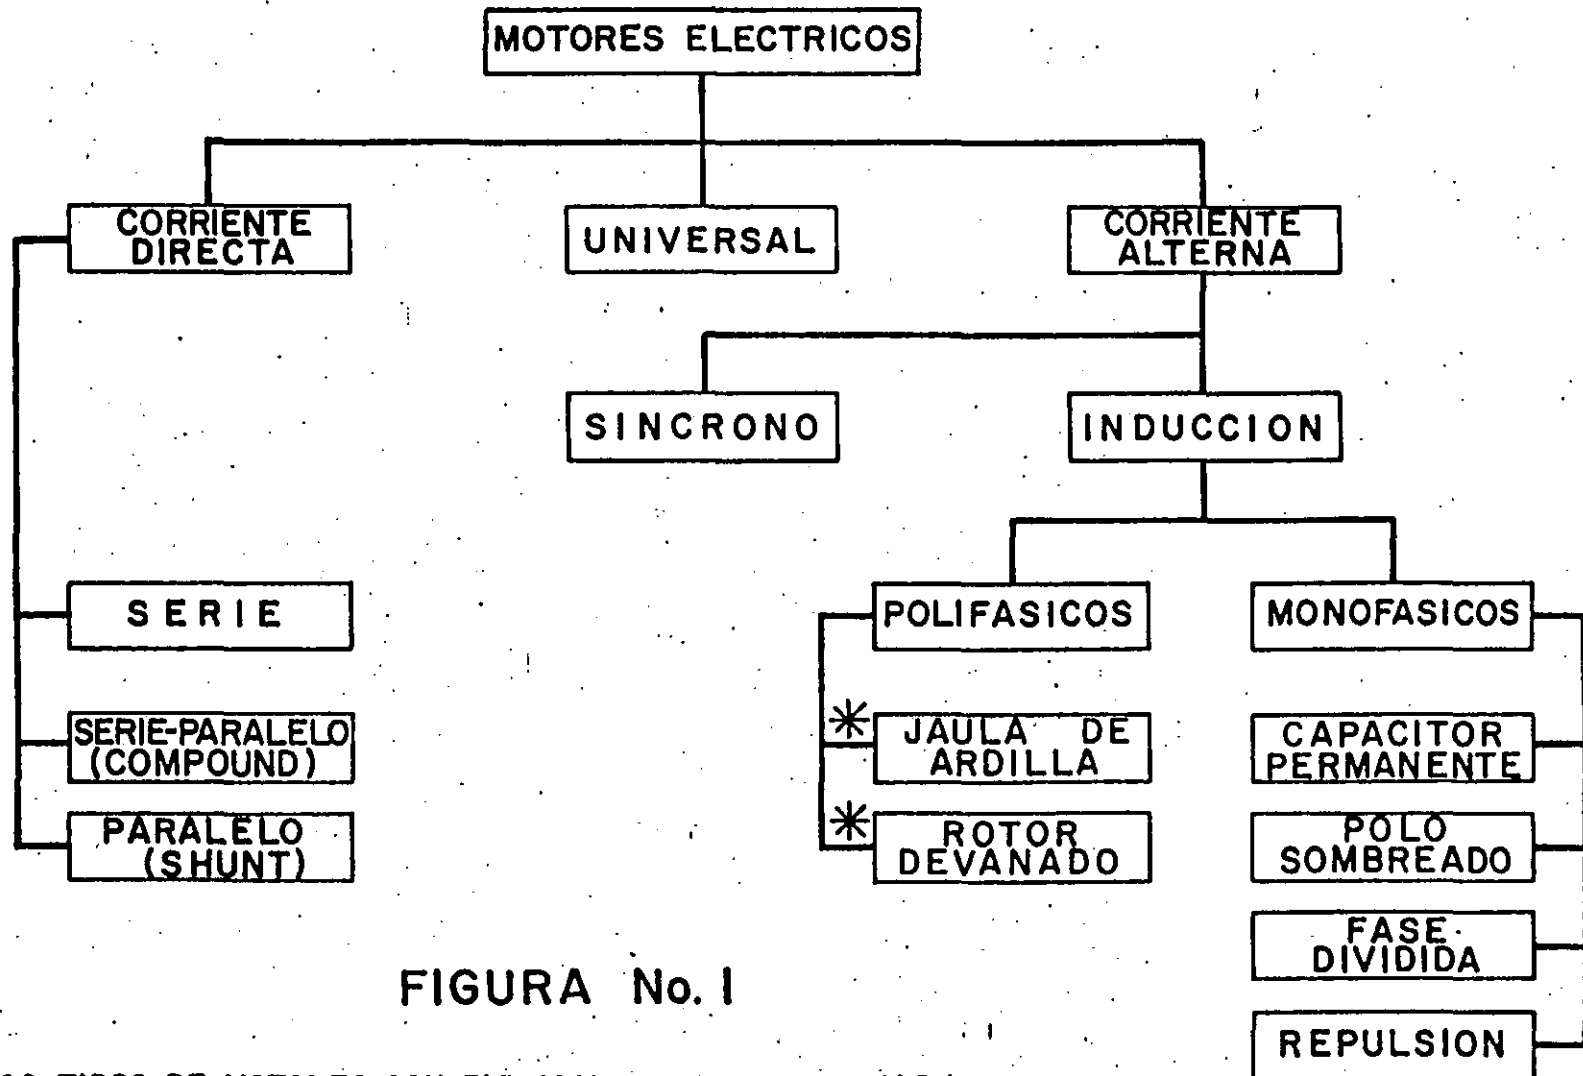 MOTORES ELECTRICOS
CORRIENTE
DIRECTA
UNIVERSAL
CORRIENTE
ALTERNA
SINCRONO
INDUCCION
SERIE
POLIFASICOS
MONOFASICOS
SERIE-PARALELO
(COMPOUND)
JAULA DE
ARDILLA
CAPACITOR
PERMANENTE
PARALELO
(SHUNT)
ROTOR
DEVANADO
POLO
SOMBREADO
FASE
DIVIDIDA
FIGURA No. 1
REPULSION